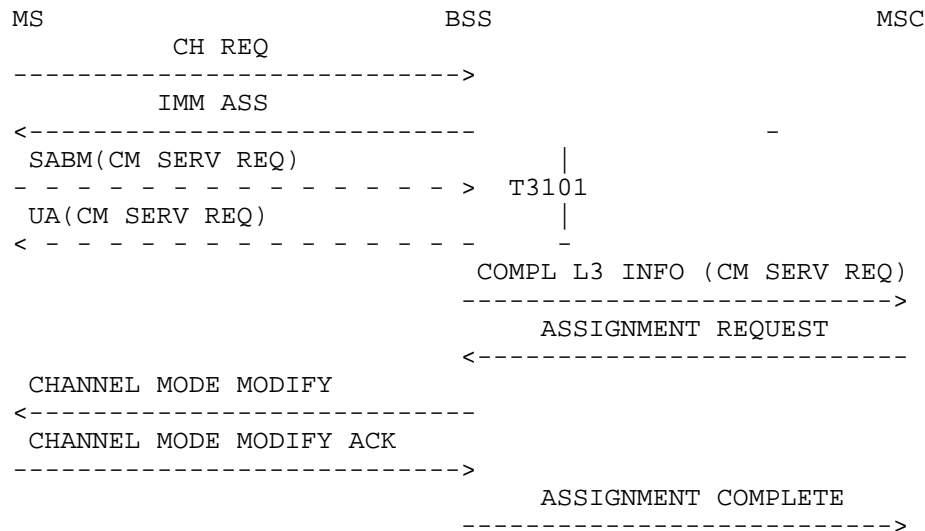 MS BSS MSC
CH REQ
--------------------------->
IMM ASS
<---------------------------- -
SABM(CM SERV REQ) |
- - - - - - - - - - - - - - > T3101
UA(CM SERV REQ) |
< - - - - - - - - - - - - - - -
COMPL L3 INFO (CM SERV REQ)
--------------------------->
ASSIGNMENT REQUEST
<---------------------------
CHANNEL MODE MODIFY
<----------------------------
CHANNEL MODE MODIFY ACK
---------------------------->
ASSIGNMENT COMPLETE
--------------------------->